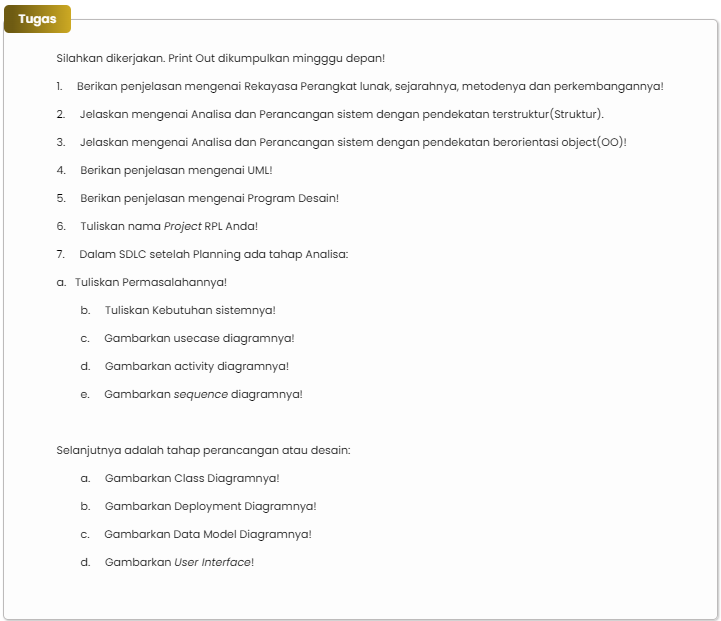 Tugas
Silahkan dikerjakan. Print Out dikumpulkan mingggu depan!
1. Berikan penjelasan mengenai Rekayasa Perangkat lunak, sejarahnya, metodenya dan perkembangannya!
2. Jelaskan mengenai Analisa dan Perancangan sistem dengan pendekatan terstruktur(Struktur).
3. Jelaskan mengenai Analisa dan Perancangan sistem dengan pendekatan berorientasi object(OO)!
4. Berikan penjelasan mengenai UML!
5. Berikan penjelasan mengenai Program Desain!
6. Tuliskan nama Project RPL Anda!
7. Dalam SDLC setelah Planning ada tahap Analisa:
a. Tuliskan Permasalahannya!
b. Tuliskan Kebutuhan sistemnya!
c. Gambarkan usecase diagramnya!
d. Gambarkan activity diagramnya!
e. Gambarkan sequence diagramnya!
Selanjutnya adalah tahap perancangan atau desain:
a. Gambarkan Class Diagramnya!
b. Gambarkan Deployment Diagramnya!
c. Gambarkan Data Model Diagramnya!
d. Gambarkan User Interface!